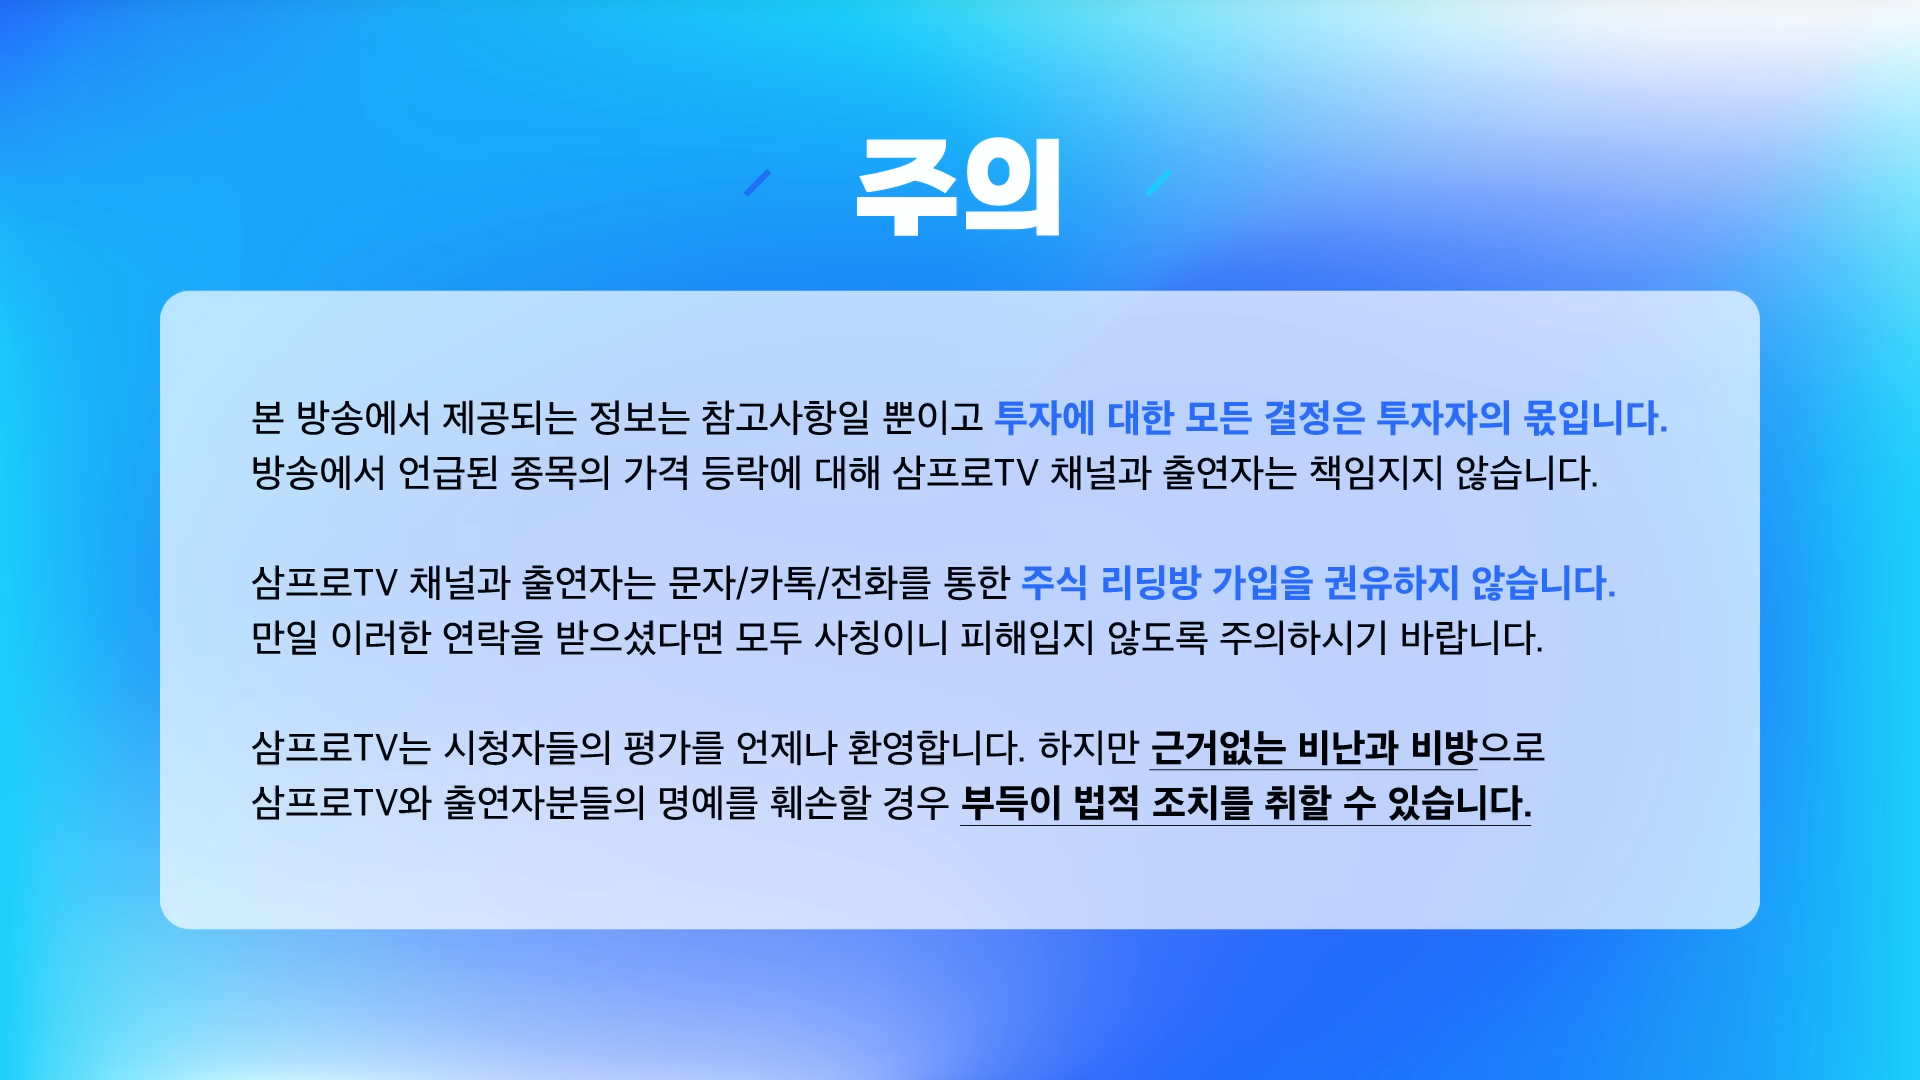 주의
본 방송에서 제공되는 정보는 참고사항일 뿐이고 투자에 대한 모든 결정은 투자자의 몫입니다.
방송에서 언급된 종목의 가격 등락에 대해 삼프로TV 채널과 출연자는 책임지지 않습니다.
삼프로TV 채널과 출연자는 문자/카톡/전화를 통한 주식 리딩방 가입을 권유하지 않습니다.
만일 이러한 연락을 받으셨다면 모두 사칭이니 피해입지 않도록 주의하시기 바랍니다.
삼프로TV는 시청자들의 평가를 언제나 환영합니다. 하지만 근거없는 비난과 비방으로
삼프로TV와 출연자분들의 명예를 훼손할 경우 부득이 법적 조치를 취할 수 있습니다.